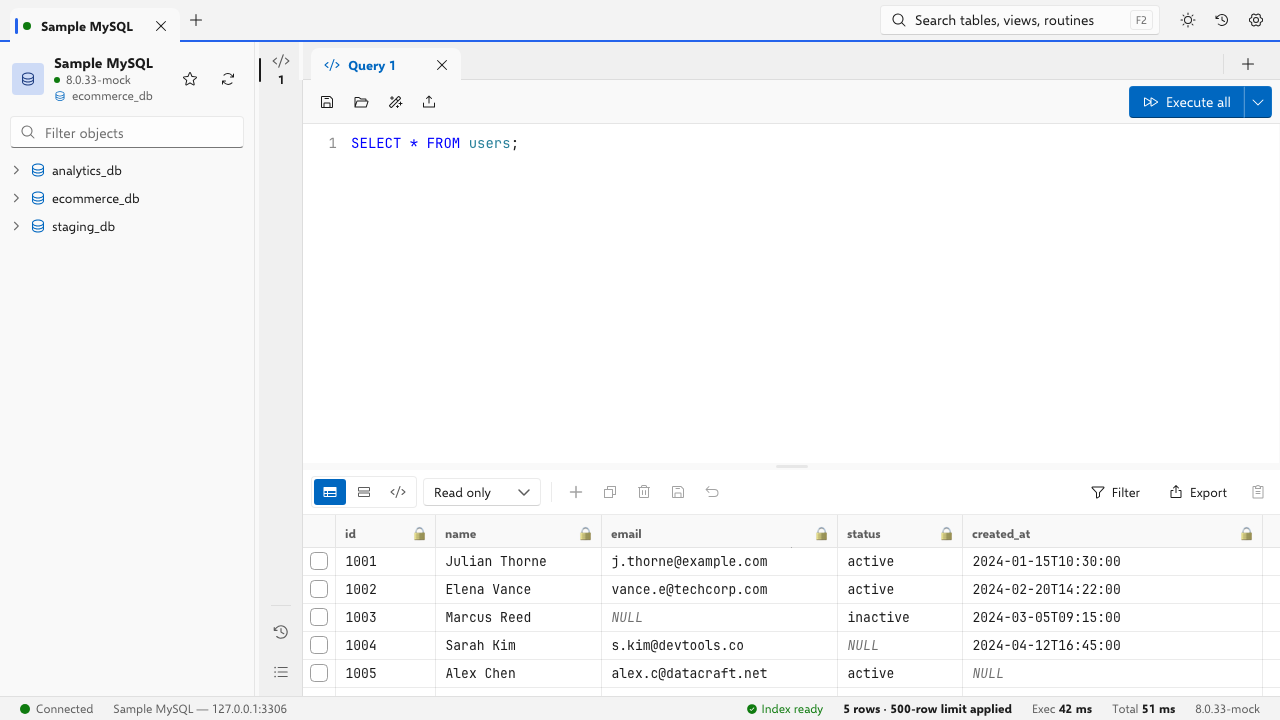 Sample MySQL
Search tables, views, routines F2
Sample MySQL
8.0.33-mock
ecommerce_db
Filter objects
analytics_db
ecommerce_db
staging_db
</> 1
</> Query 1
Execute all
1 SELECT * FROM users;
</> Read only Filter Export
id name email status created_at
1001 Julian Thorne j.thorne@example.com active 2024-01-15T10:30:00
1002 Elena Vance vance.e@techcorp.com active 2024-02-20T14:22:00
1003 Marcus Reed NULL inactive 2024-03-05T09:15:00
1004 Sarah Kim s.kim@devtools.co NULL 2024-04-12T16:45:00
1005 Alex Chen alex.c@datacraft.net active NULL
Connected Sample MySQL — 127.0.0.1:3306 Index ready 5 rows · 500-row limit applied Exec 42 ms Total 51 ms 8.0.33-mock